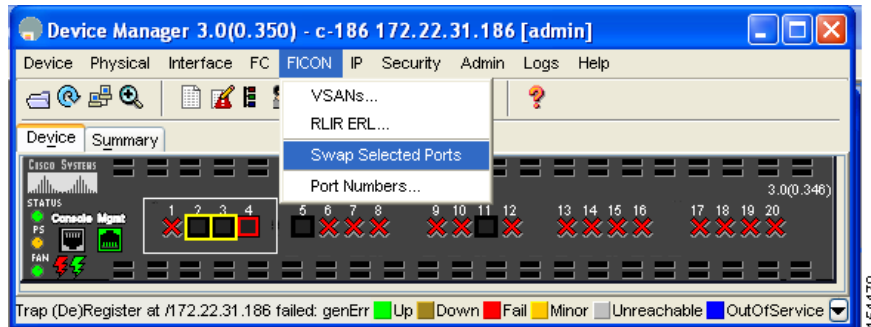 Device Manager 3.0(0.350) - c-186 172.22.31.186 [admin]
Device Physical Interface FC FICON IP Security Admin Logs Help
VSANs...
RLIR ERL...
Swap Selected Ports
Port Numbers...
Device Summary
CISCO SYSTEMS
3.0(0.346)
STATUS
Console Mgmt
PS
FAN
1 2 3 4 5 6 7 8 9 10 11 12 13 14 15 16 17 18 19 20
Trap (De)Register at /172.22.31.186 failed: genErr Up Down Fail Minor Unreachable OutOfService